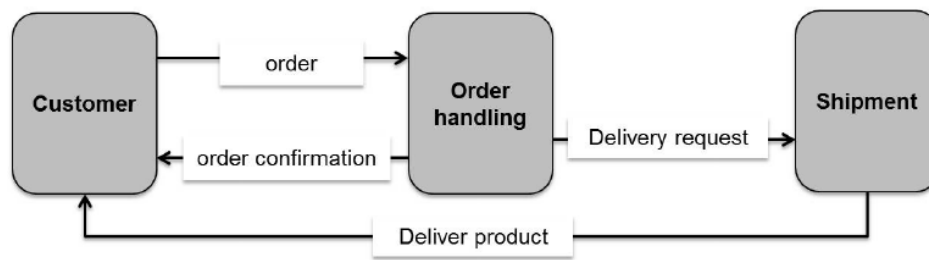 order
Customer
Order
handling
Shipment
Delivery request
order confirmation
Deliver product